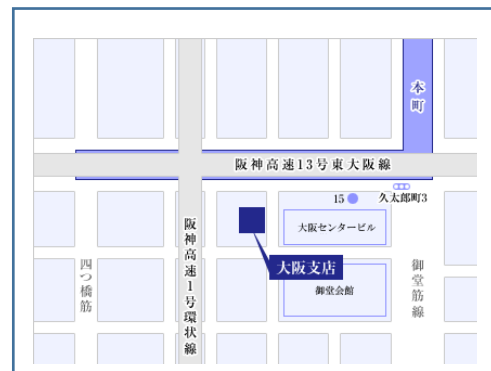 本町
阪神高速13号東大阪線
15
久太郎町3
大阪センタービル
阪神高速1号環状線
大阪支店
四つ橋筋
御堂筋線
御堂会館